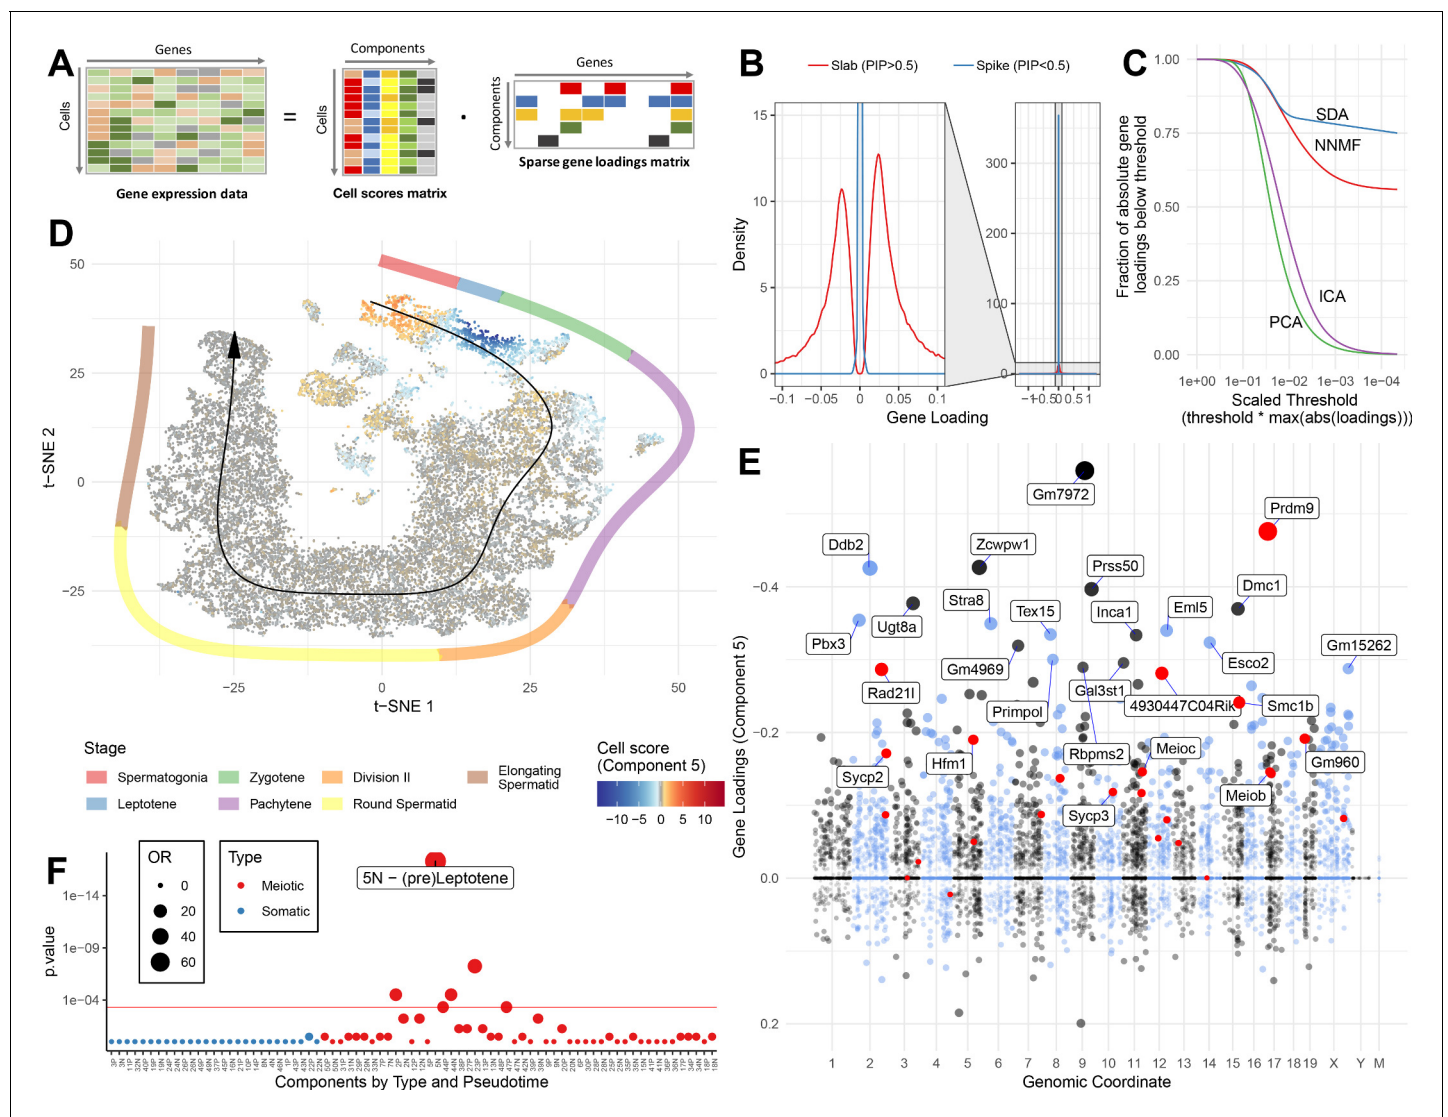 A
Genes
Cells
Gene expression data
=
Components
Cells
Cell scores matrix
·
Genes
Components
Sparse gene loadings matrix
B
Slab (PIP>0.5)
Spike (PIP<0.5)
Density
15
10
5
0
−0.1
−0.05
0
0.05
0.1
300
200
100
0
Gene Loading
C
Fraction of absolute gene
loadings below threshold
1.00
0.75
0.50
0.25
0.00
SDA
NNMF
ICA
PCA
1e+00
1e−01
1e−02
1e−03
1e−04
Scaled Threshold
(threshold * max(abs(loadings)))
D
t−SNE 2
50
25
0
−25
−25
0
25
50
t−SNE 1
Stage
Spermatogonia
Leptotene
Zygotene
Pachytene
Division II
Round Spermatid
Elongating
Spermatid
Cell score
(Component 5)
−10
−5
0
5
10
E
Gene Loadings (Component 5)
−0.4
−0.2
0.0
0.2
Gm7972
Prdm9
Ddb2
Zcwpw1
Prss50
Dmc1
Stra8
Tex15
Inca1
Eml5
Ugt8a
Pbx3
Gm15262
Esco2
Gm4969
Gal3st1
Rad21l
4930447C04Rik
Smc1b
Primpol
Rbpms2
Meioc
Hfm1
Sycp2
Gm960
Meiob
Sycp3
1
2
3
4
5
6
7
8
9
10
11
12
13
14
15
16
17
18
19
X
Y
M
Genomic Coordinate
F
OR
0
20
40
60
Type
Meiotic
Somatic
5N − (pre)Leptotene
p.value
1e−14
1e−09
1e−04
Components by Type and Pseudotime